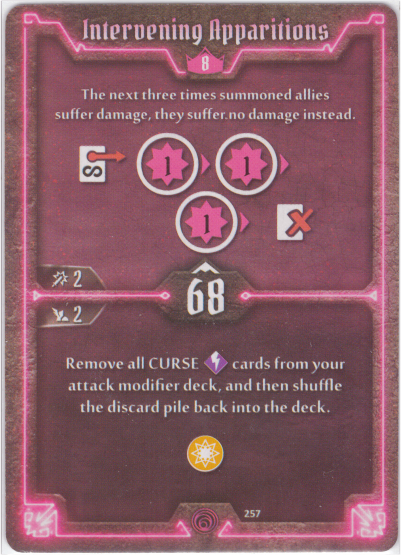 Intervening Apparitions
8
The next three times summoned allies
suffer damage, they suffer no damage instead.
1 1
1
2
68
2
Remove all CURSE cards from your
attack modifier deck, and then shuffle
the discard pile back into the deck.
257